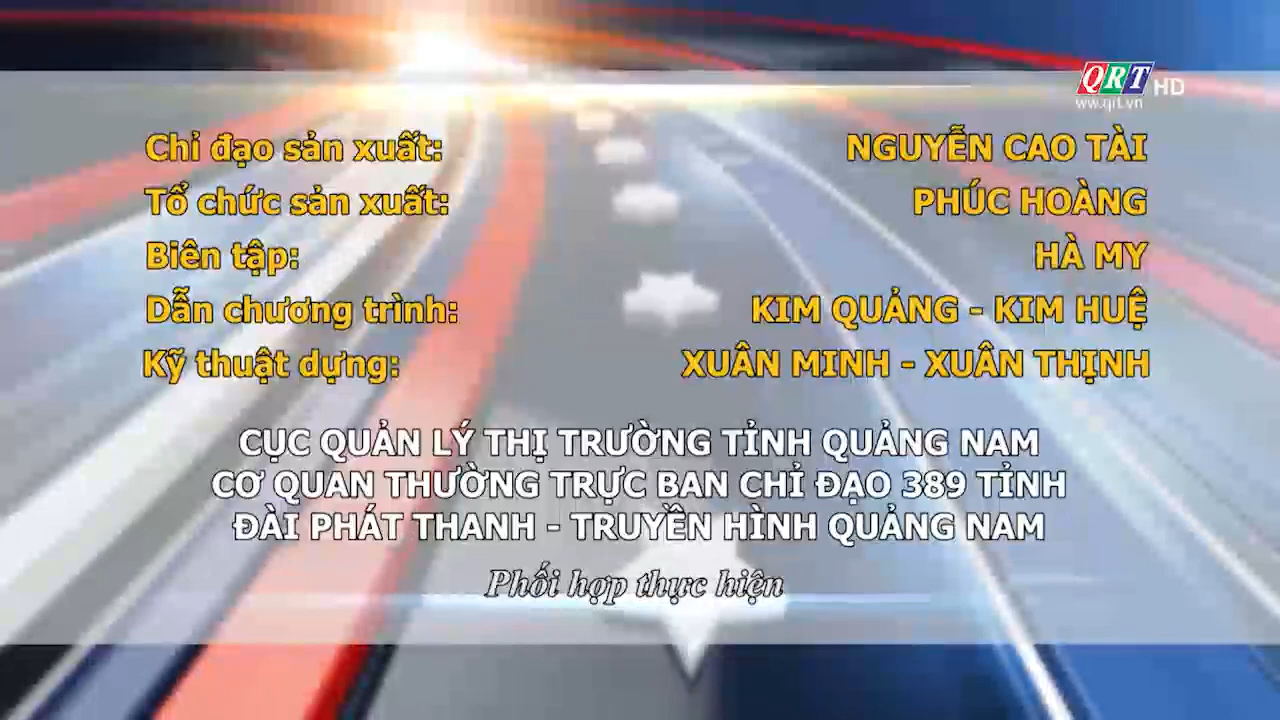 QRT HD
www.qrt.vn
Chỉ đạo sản xuất: NGUYỄN CAO TÀI
Tổ chức sản xuất: PHÚC HOÀNG
Biên tập: HÀ MY
Dẫn chương trình: KIM QUẢNG - KIM HUỆ
Kỹ thuật dựng: XUÂN MINH - XUÂN THỊNH
CỤC QUẢN LÝ THỊ TRƯỜNG TỈNH QUẢNG NAM
CƠ QUAN THƯỜNG TRỰC BAN CHỈ ĐẠO 389 TỈNH
ĐÀI PHÁT THANH - TRUYỀN HÌNH QUẢNG NAM
Phối hợp thực hiện